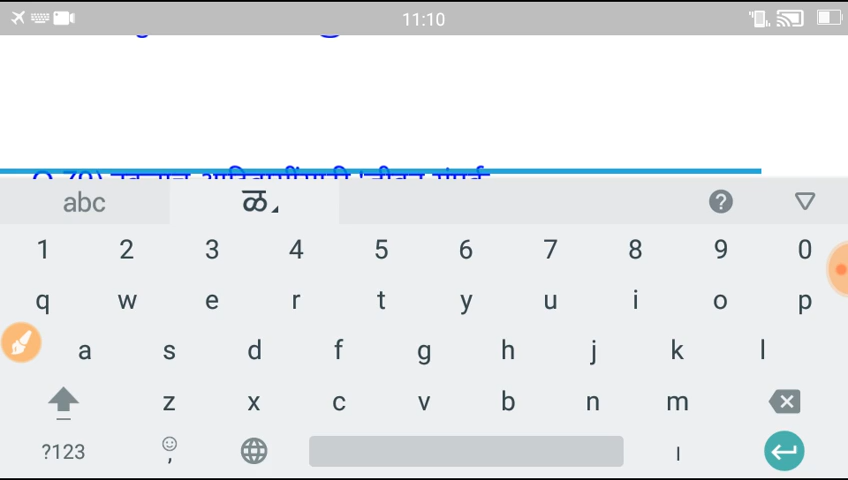 11:10
abc ळ
1 2 3 4 5 6 7 8 9 0
q w e r t y u i o p
a s d f g h j k l
z x c v b n m
?123 , ।